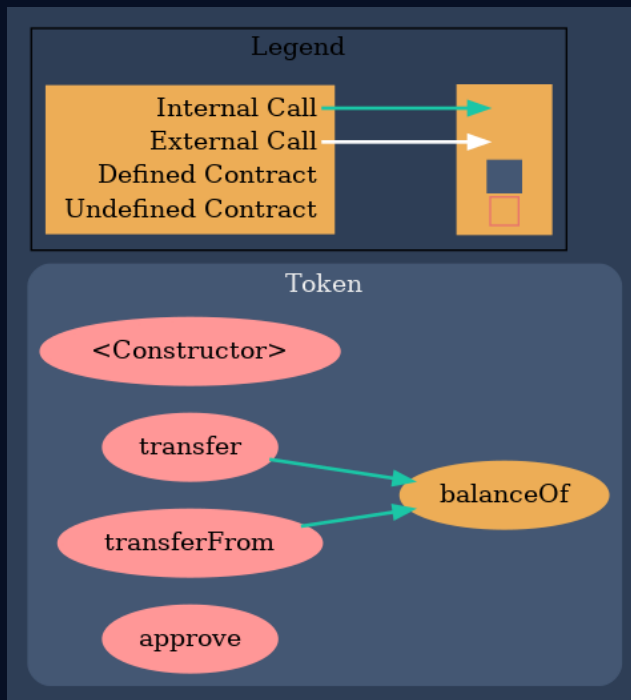 Legend
Internal Call
External Call
Defined Contract
Undefined Contract
Token
<Constructor>
transfer
balanceOf
transferFrom
approve